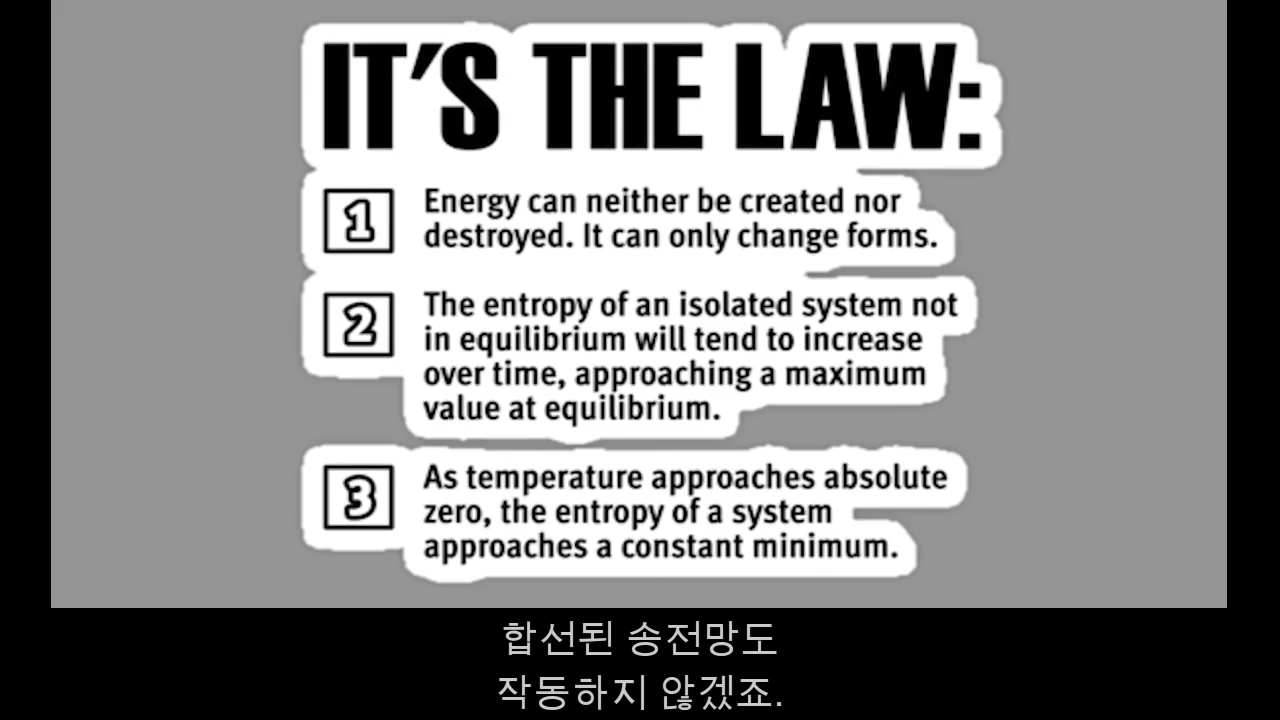 IT'S THE LAW:
1
Energy can neither be created nor
destroyed. It can only change forms.
2
The entropy of an isolated system not
in equilibrium will tend to increase
over time, approaching a maximum
value at equilibrium.
3
As temperature approaches absolute
zero, the entropy of a system
approaches a constant minimum.
합선된 송전망도
작동하지 않겠죠.